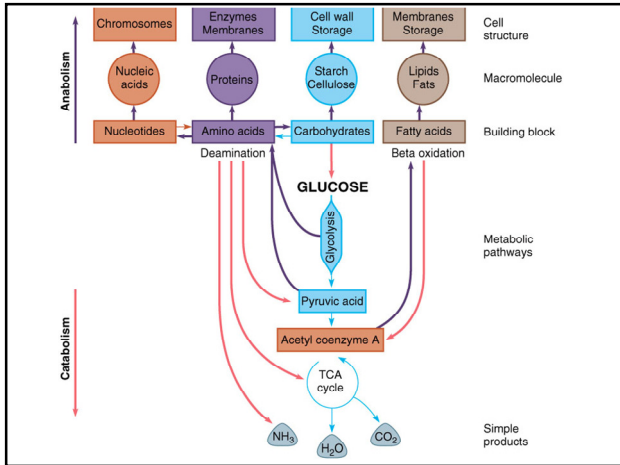 Chromosomes
Enzymes
Membranes
Cell wall
Storage
Membranes
Storage
Cell
structure
Anabolism
Nucleic
acids
Proteins
Starch
Cellulose
Lipids
Fats
Macromolecule
Nucleotides
Amino acids
Carbohydrates
Fatty acids
Building block
Deamination
Beta oxidation
GLUCOSE
Glycolysis
Metabolic
pathways
Pyruvic acid
Acetyl coenzyme A
Catabolism
TCA
cycle
NH₃
H₂O
CO₂
Simple
products